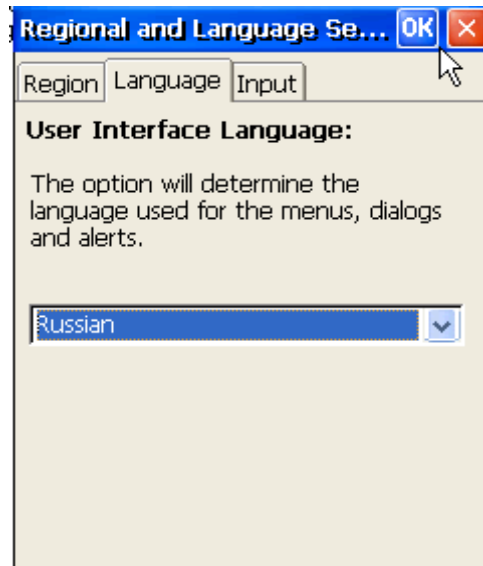 Regional and Language Se... OK
Region Language Input
User Interface Language:
The option will determine the
language used for the menus, dialogs
and alerts.
Russian